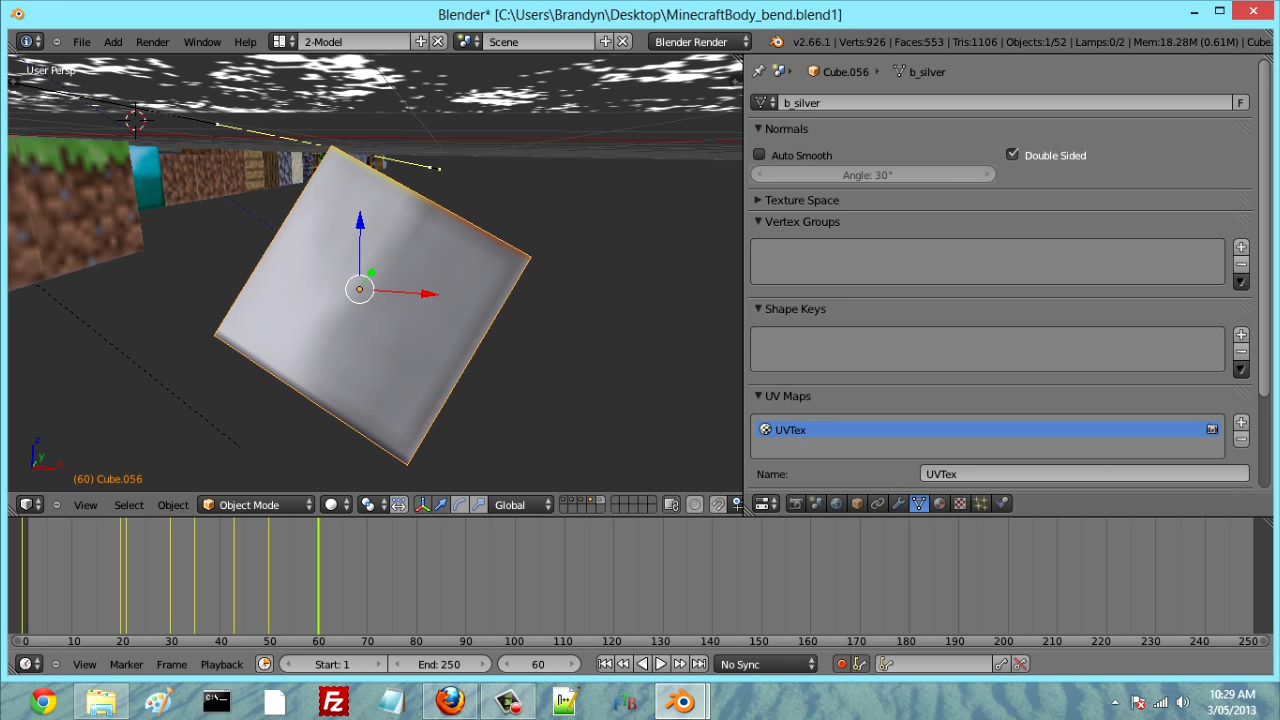 Blender* [C:\Users\Brandyn\Desktop\MinecraftBody_bend.blend1]
File Add Render Window Help 2-Model Scene Blender Render v2.66.1 | Verts:926 | Faces:553 | Tris:1106 | Objects:1/52 | Lamps:0/2 | Mem:18.28M (0.61M) | Cube.
User Persp
Cube.056 b_silver
b_silver F
Normals
Auto Smooth Double Sided
Angle: 30°
Texture Space
Vertex Groups
Shape Keys
UV Maps
UVTex
Name: UVTex
z
y
x
(60) Cube.056
View Select Object Object Mode Global
0 10 20 30 40 50 60 70 80 90 100 110 120 130 140 150 160 170 180 190 200 210 220 230 240 250
View Marker Frame Playback Start: 1 End: 250 60 No Sync
10:29 AM
3/05/2013